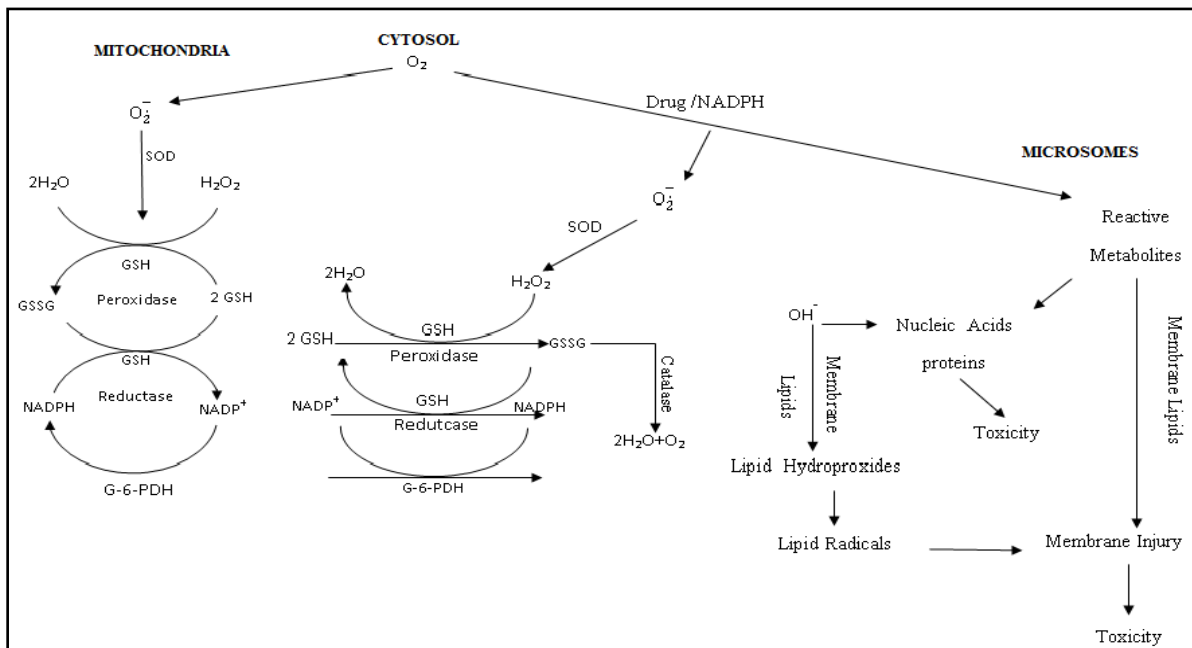 MITOCHONDRIA
CYTOSOL
O₂
Drug /NADPH
MICROSOMES
O₂⨪
SOD
2H₂O
H₂O₂
GSH
Peroxidase
GSSG
2 GSH
GSH
Reductase
NADPH
NADP⁺
G-6-PDH
O₂⨪
SOD
2H₂O
H₂O₂
2 GSH
GSH
Peroxidase
GSSG
Catalase
NADP⁺
GSH
NADPH
Redutcase
2H₂O+O₂
G-6-PDH
Reactive
Metabolites
OH⁻
Nucleic Acids
proteins
Membrane
Lipids
Toxicity
Membrane Lipids
Lipid Hydroproxides
Lipid Radicals
Membrane Injury
Toxicity